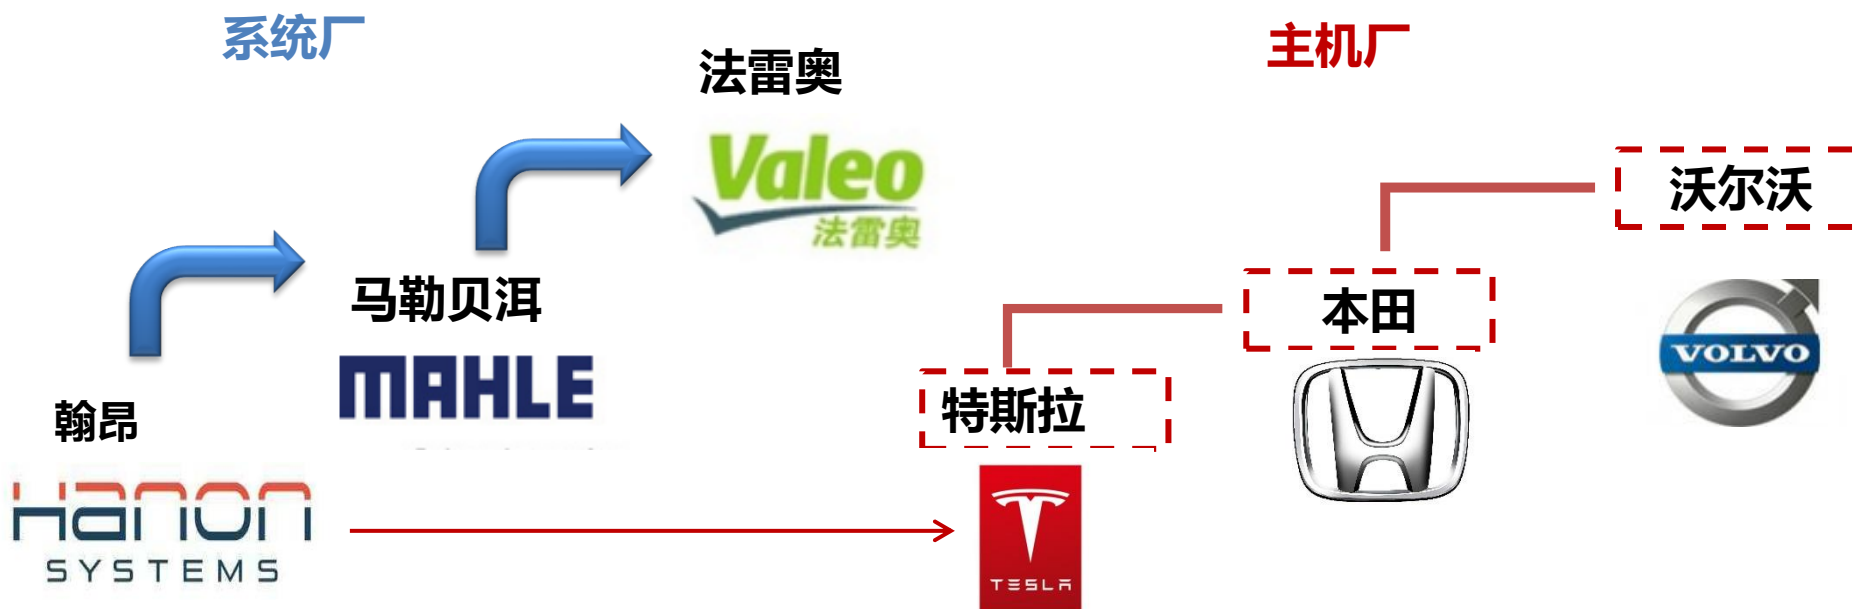 系统厂
主机厂
法雷奥
Valeo
法雷奥
沃尔沃
马勒贝洱
本田
VOLVO
MAHLE
特斯拉
翰昂
Hanon
SYSTEMS
TESLA